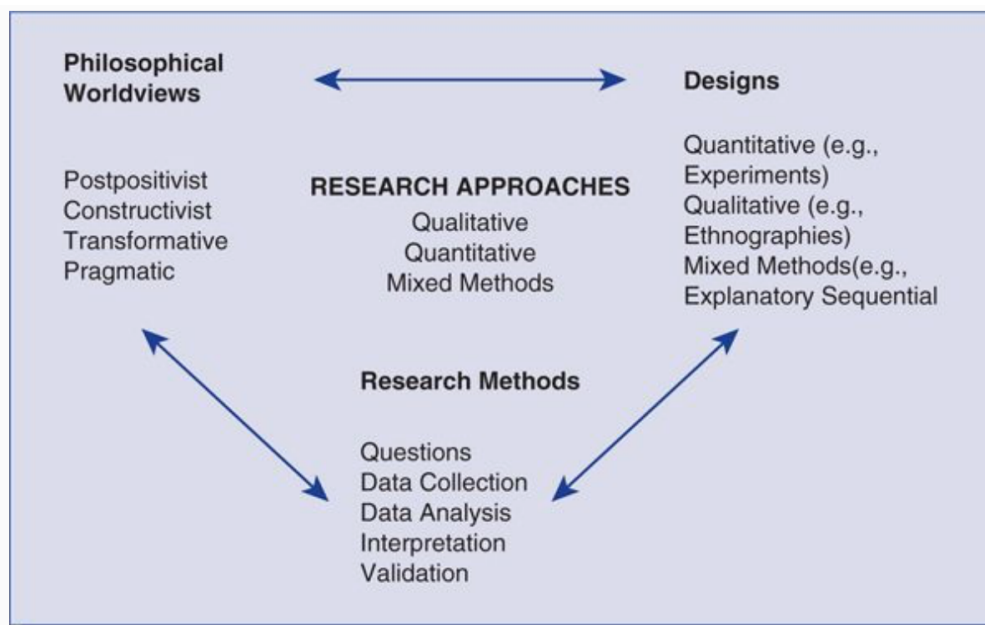 Philosophical
Worldviews
Postpositivist
Constructivist
Transformative
Pragmatic
RESEARCH APPROACHES
Qualitative
Quantitative
Mixed Methods
Designs
Quantitative (e.g.,
Experiments)
Qualitative (e.g.,
Ethnographies)
Mixed Methods(e.g.,
Explanatory Sequential
Research Methods
Questions
Data Collection
Data Analysis
Interpretation
Validation